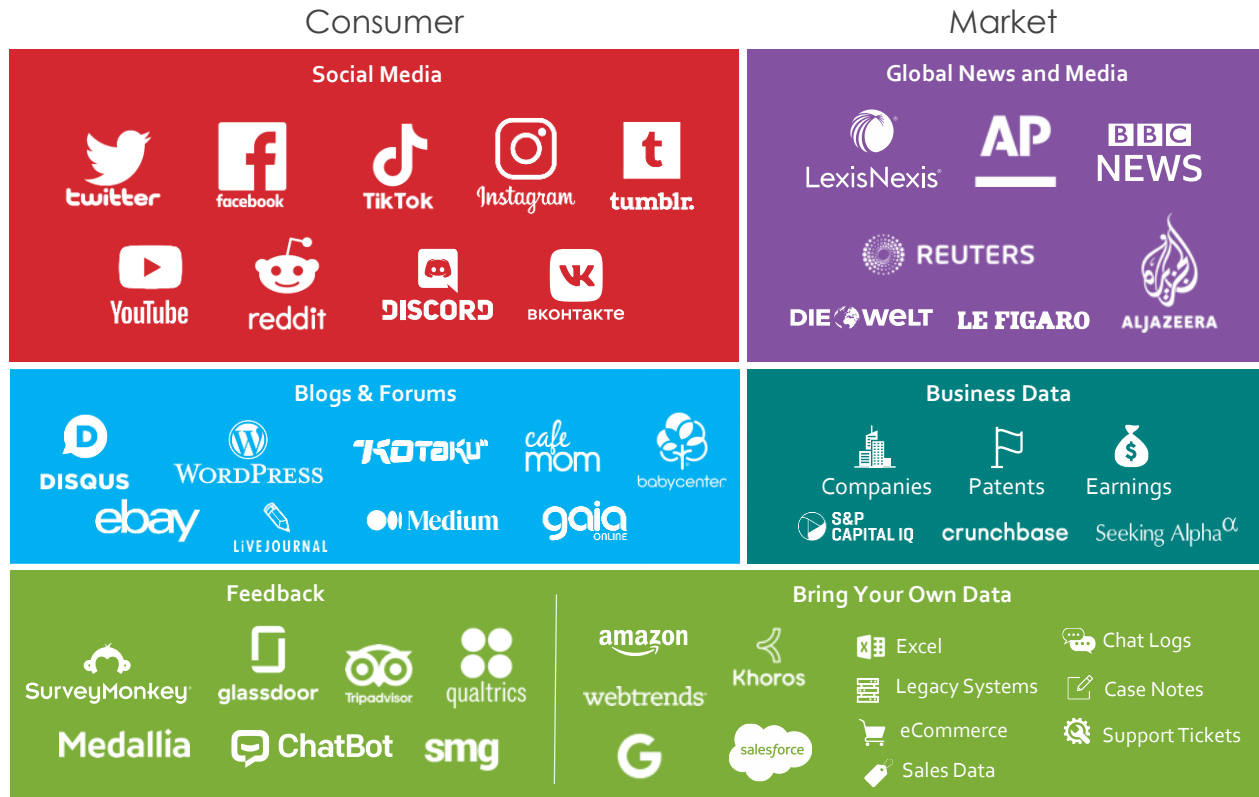 Consumer
Market
Social Media
twitter
facebook
TikTok
Instagram
t
tumblr.
YouTube
reddit
DISCORD
ВКОНТАКТЕ
Global News and Media
LexisNexis®
AP
BBC
NEWS
REUTERS
DIE WELT
LE FIGARO
ALJAZEERA
Blogs & Forums
D
DISQUS
WORDPRESS
KOTAKU
cafe
mom
babycenter
ebay
LiVEJOURNAL
Medium
gaia
ONLINE
Business Data
Companies
Patents
Earnings
S&P
CAPITAL IQ
crunchbase
Seeking Alpha α
Feedback
SurveyMonkey
glassdoor
Tripadvisor
qualtrics
Medallia
ChatBot
smg
Bring Your Own Data
amazon
Khoros
webtrends
G
salesforce
Excel
Legacy Systems
eCommerce
Sales Data
Chat Logs
Case Notes
Support Tickets